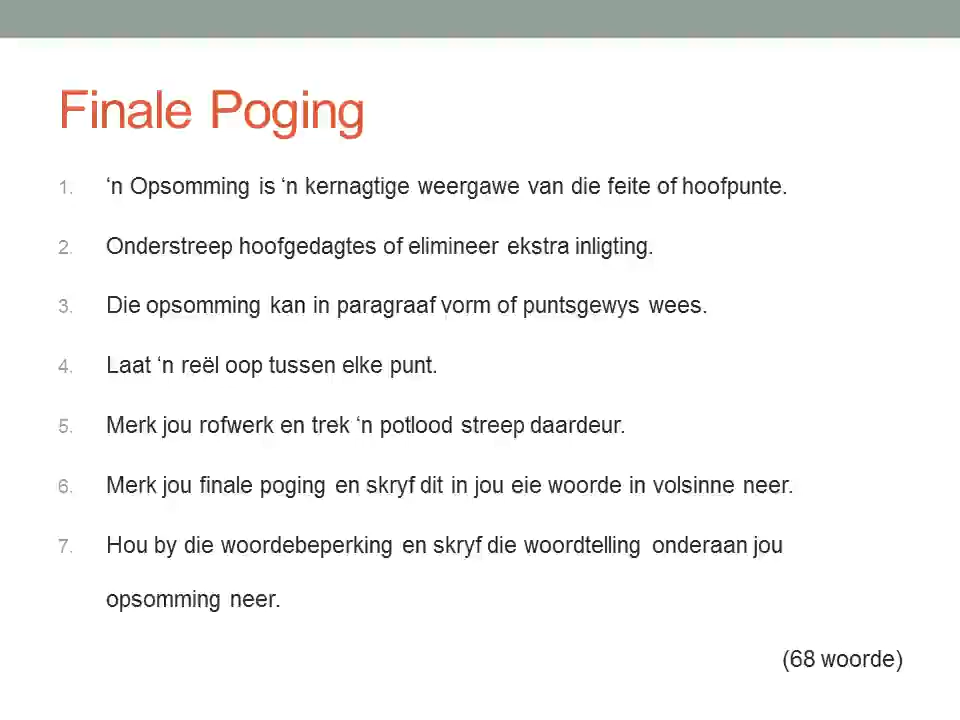 Finale Poging
1. ‘n Opsomming is ‘n kernagtige weergawe van die feite of hoofpunte.
2. Onderstreep hoofgedagtes of elimineer ekstra inligting.
3. Die opsomming kan in paragraaf vorm of puntsgewys wees.
4. Laat ‘n reël oop tussen elke punt.
5. Merk jou rofwerk en trek ‘n potlood streep daardeur.
6. Merk jou finale poging en skryf dit in jou eie woorde in volsinne neer.
7. Hou by die woordebeperking en skryf die woordtelling onderaan jou
opsomming neer.
(68 woorde)